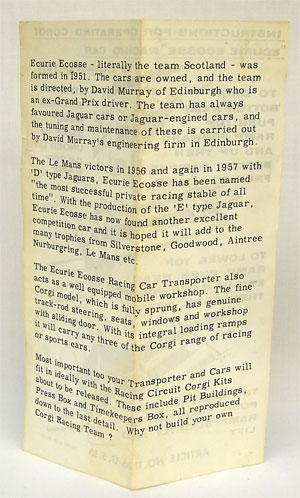 Ecurie Ecosse - literally the team Scotland - was
formed in 1951. The cars are owned, and the team
is directed, by David Murray of Edinburgh who is
an ex-Grand Prix driver. The team has always
favoured Jaguar cars or Jaguar-engined cars, and
the tuning and maintenance of these is carried out
by David Murray's engineering firm in Edinburgh.
The Le Mans victors in 1956 and again in 1957 with
'D' type Jaguars, Ecurie Ecosse has been named
"the most successful private racing stable of all
time". With the production of the 'E' type Jaguar,
Ecurie Ecosse has now found another excellent
competition car and it is hoped it will add to the
many trophies from Silverstone, Goodwood, Aintree
Nurburgring, Le Mans etc.
The Ecurie Ecosse Racing Car Transporter also
acts as a well equipped mobile workshop. The fine
Corgi model, which is fully sprung, has genuine
track-rod steering, seats, windows and workshop
with sliding door. With its integral loading ramps
it will carry any three of the Corgi range of racing
or sports cars.
Most important too your Transporter and Cars will
fit in ideally with the Racing Circuit Corgi Kits
about to be released. These include Pit Buildings,
Press Box and Timekeepers Box, all reproduced
down to the last detail. Why not build your own
Corgi Racing Team ?